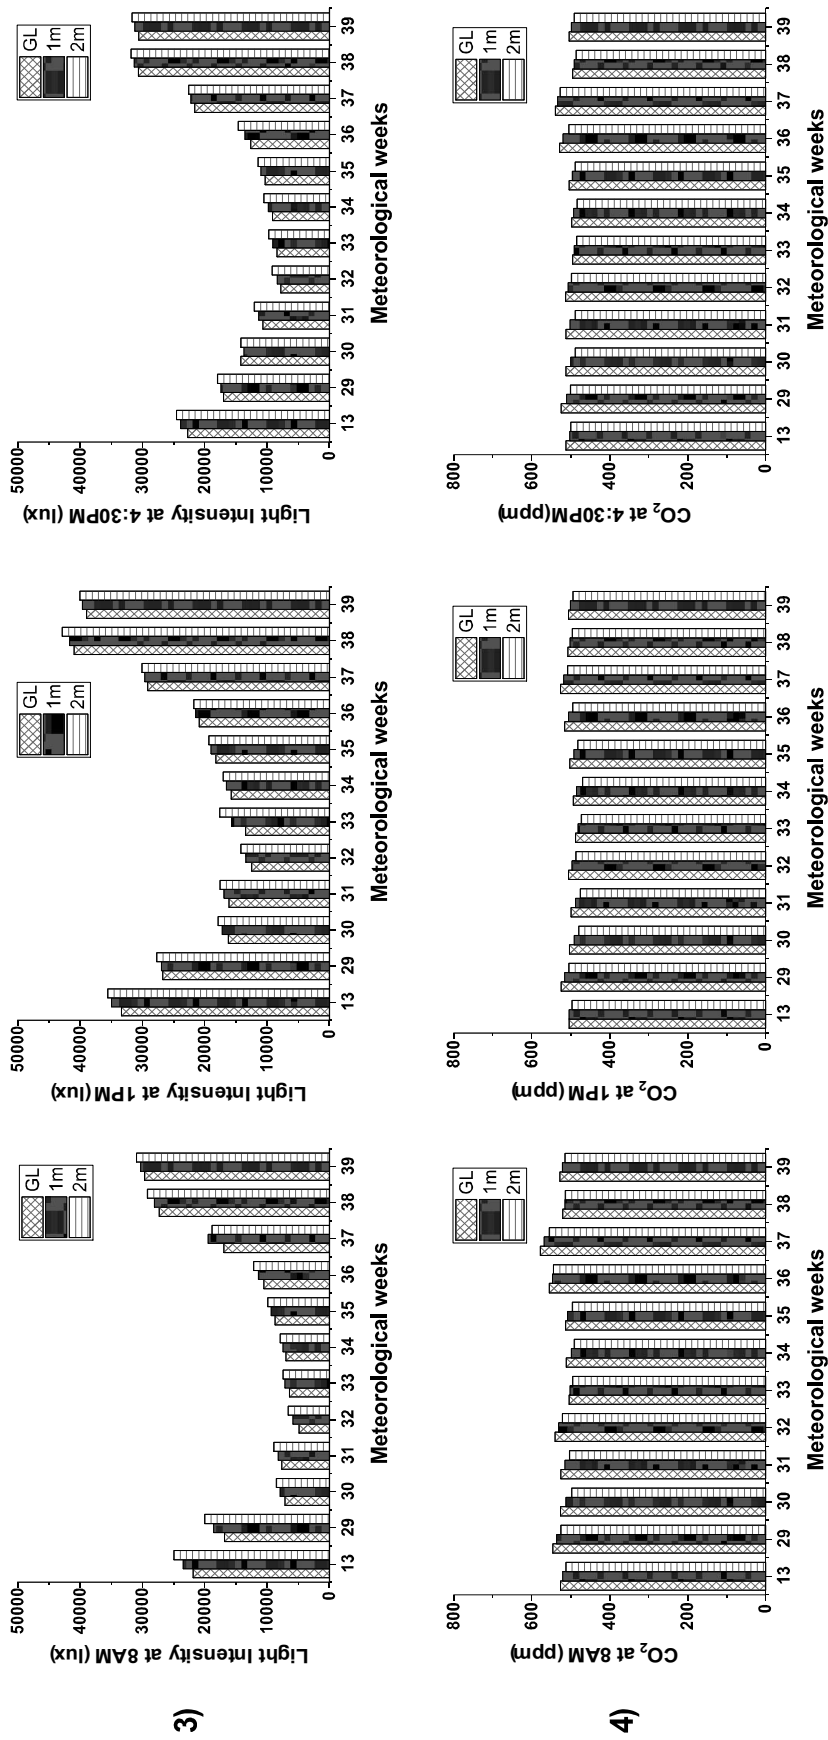 3)
Light Intensity at 8AM (lux)
50000
40000
30000
20000
10000
0
13 29 30 31 32 33 34 35 36 37 38 39
Meteorological weeks
GL
1m
2m
Light Intensity at 1PM (lux)
50000
40000
30000
20000
10000
0
13 29 30 31 32 33 34 35 36 37 38 39
Meteorological weeks
GL
1m
2m
Light Intensity at 4:30PM (lux)
50000
40000
30000
20000
10000
0
13 29 30 31 32 33 34 35 36 37 38 39
Meteorological weeks
GL
1m
2m
4)
CO₂ at 8AM (ppm)
800
600
400
200
0
13 29 30 31 32 33 34 35 36 37 38 39
Meteorological weeks
GL
1m
2m
CO₂ at 1PM (ppm)
800
600
400
200
0
13 29 30 31 32 33 34 35 36 37 38 39
Meteorological weeks
GL
1m
2m
CO₂ at 4:30PM(ppm)
800
600
400
200
0
13 29 30 31 32 33 34 35 36 37 38 39
Meteorological weeks
GL
1m
2m